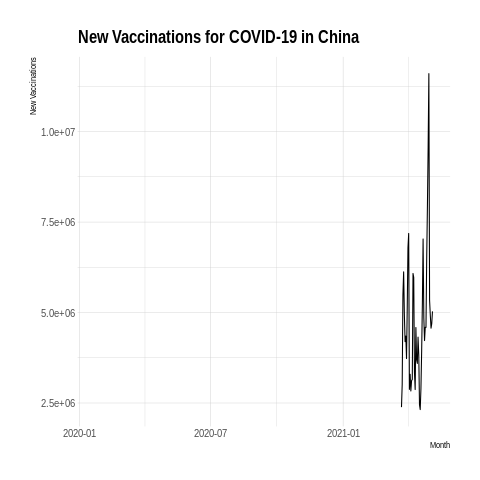 New Vaccinations for COVID-19 in China
New Vaccinations
1.0e+07
7.5e+06
5.0e+06
2.5e+06
2020-01
2020-07
2021-01
Month